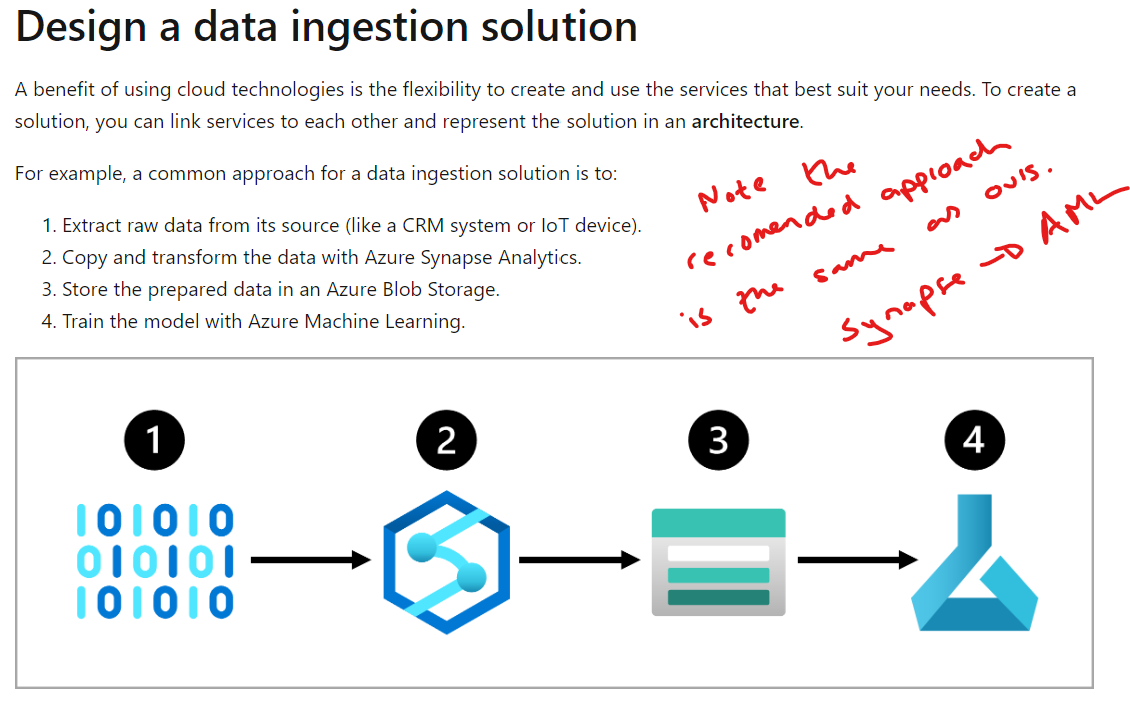 Design a data ingestion solution
A benefit of using cloud technologies is the flexibility to create and use the services that best suit your needs. To create a
solution, you can link services to each other and represent the solution in an architecture.
For example, a common approach for a data ingestion solution is to:
1. Extract raw data from its source (like a CRM system or IoT device).
2. Copy and transform the data with Azure Synapse Analytics.
3. Store the prepared data in an Azure Blob Storage.
4. Train the model with Azure Machine Learning.
Note the
recomended approach
is the same as ours.
Synapse → AML
1 2 3 4
101010
010101
101010